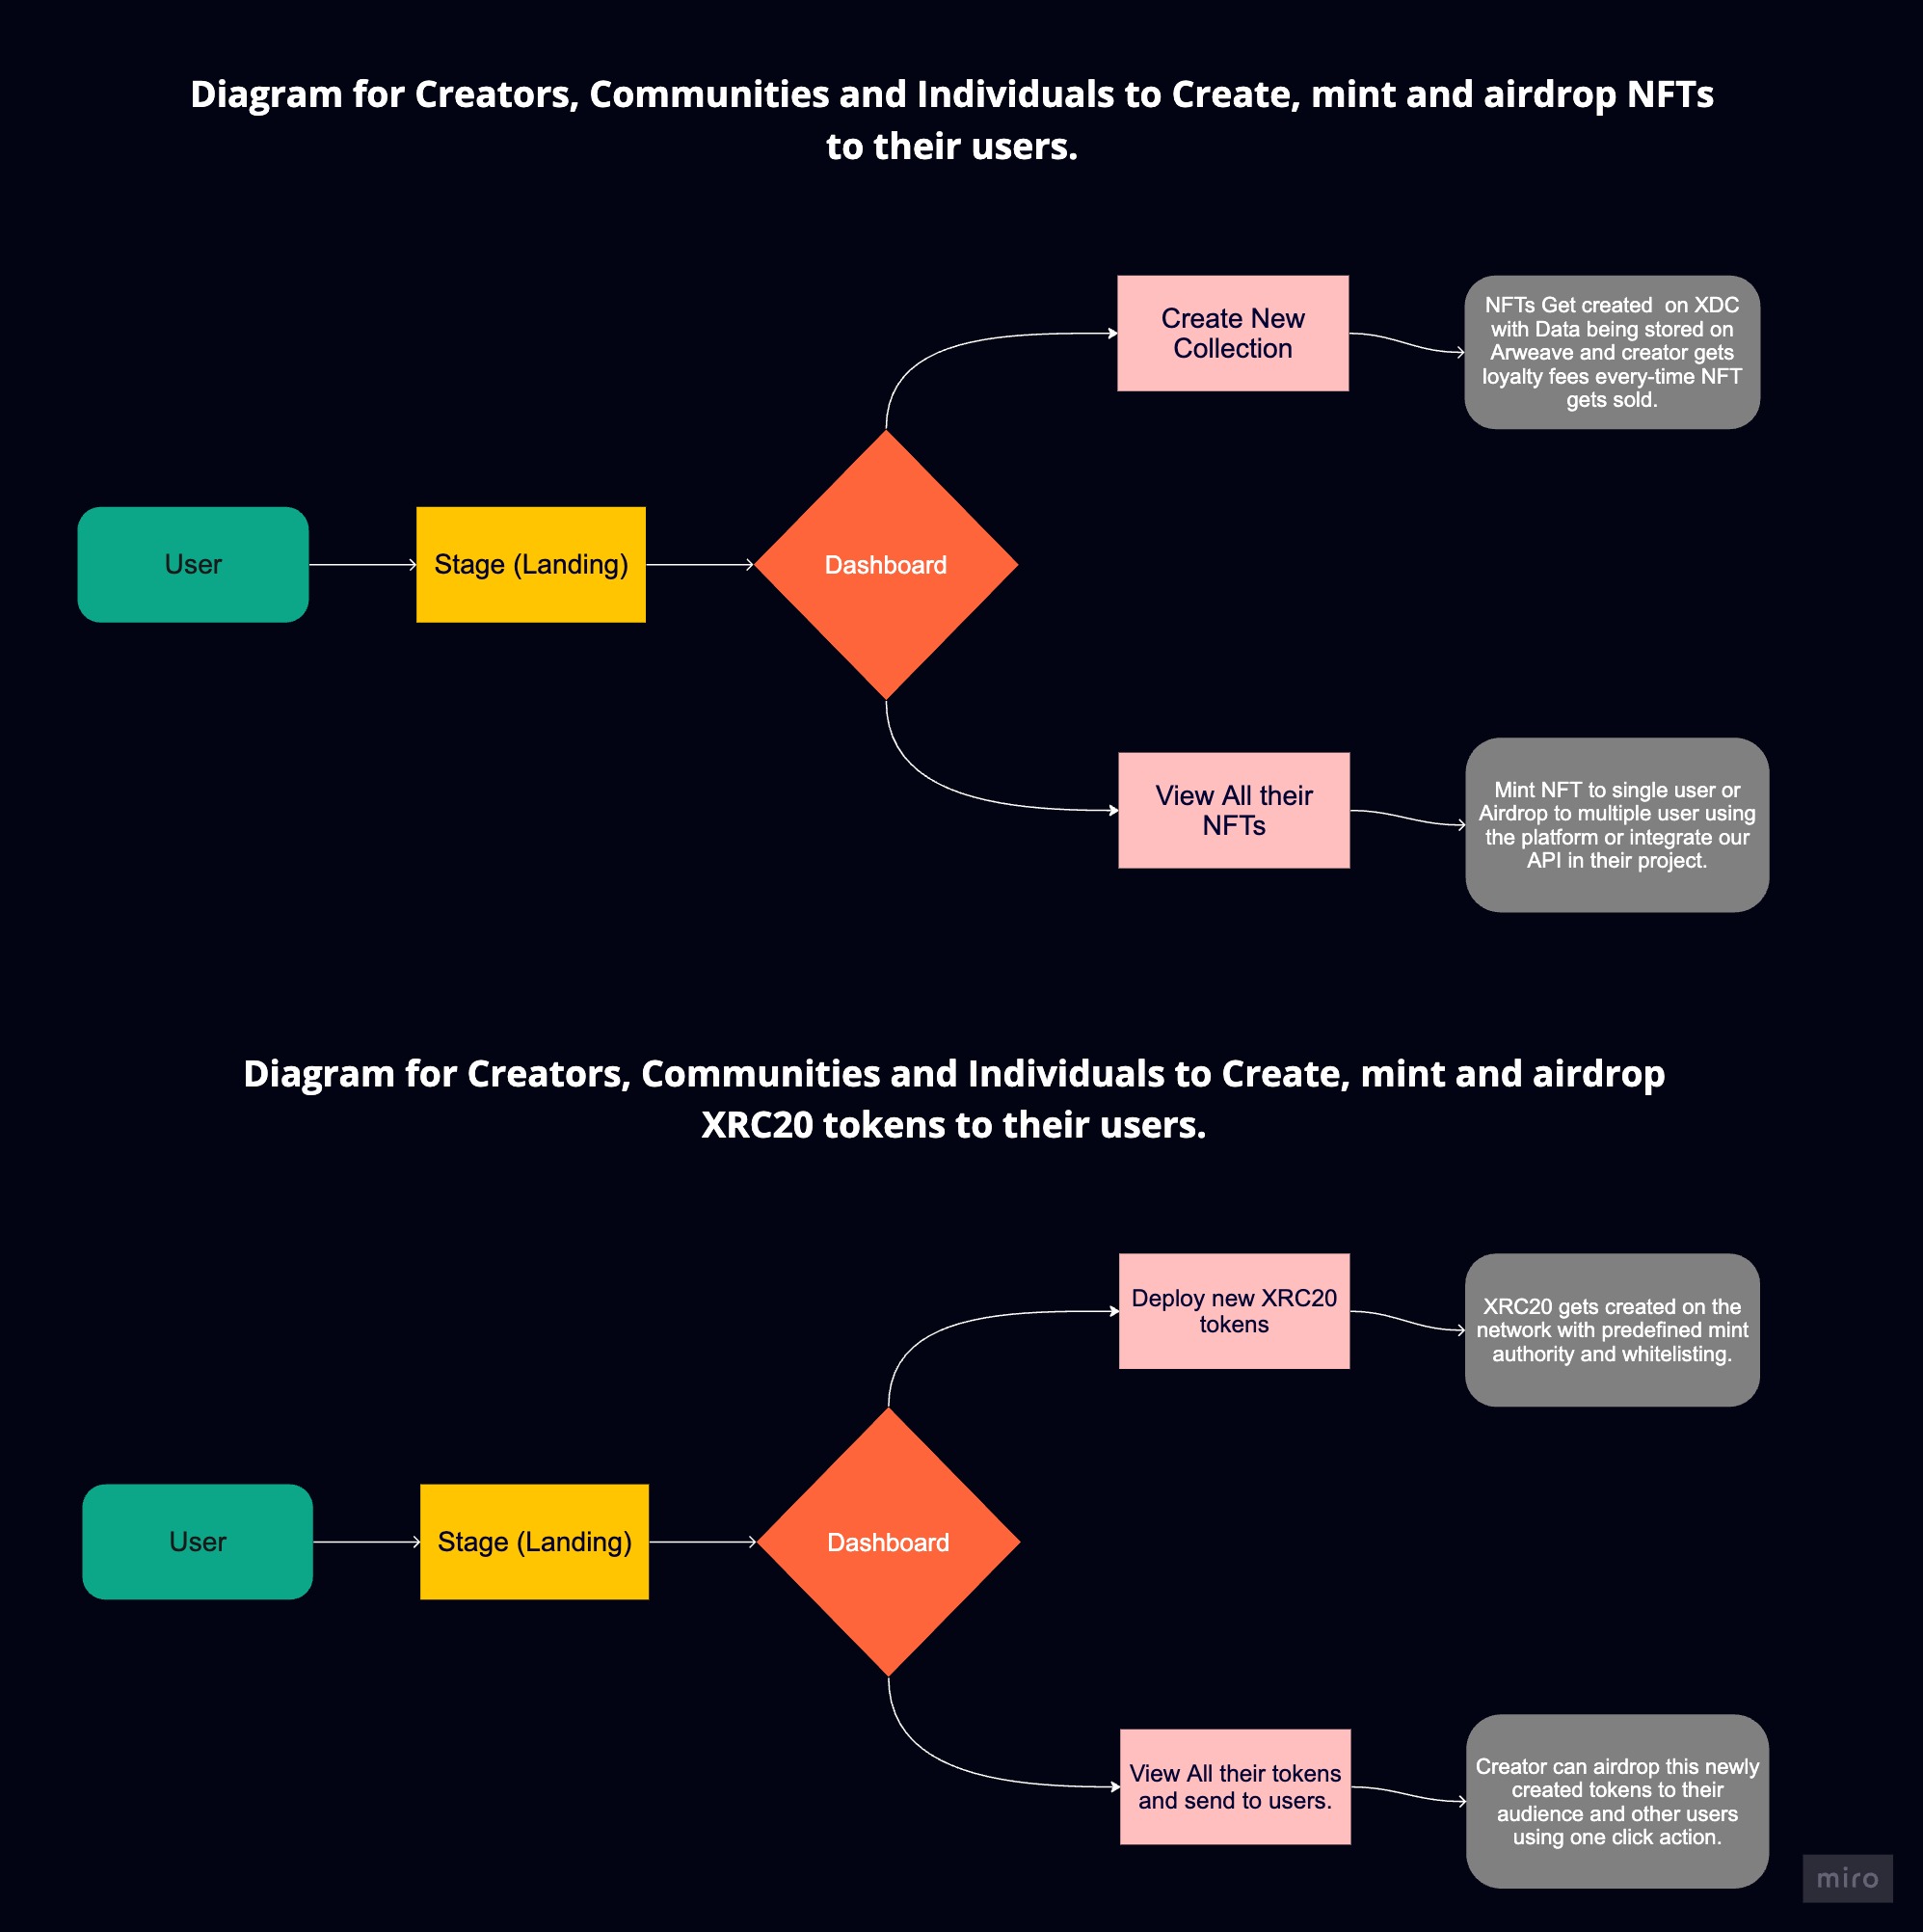 Diagram for Creators, Communities and Individuals to Create, mint and airdrop NFTs
to their users.
Create New
Collection
NFTs Get created  on XDC
with Data being stored on
Arweave and creator gets
loyalty fees every-time NFT
gets sold.
User
Stage (Landing)
Dashboard
View All their
NFTs
Mint NFT to single user or
Airdrop to multiple user using
the platform or integrate our
API in their project.
Diagram for Creators, Communities and Individuals to Create, mint and airdrop
XRC20 tokens to their users.
Deploy new XRC20
tokens
XRC20 gets created on the
network with predefined mint
authority and whitelisting.
User
Stage (Landing)
Dashboard
View All their tokens
and send to users.
Creator can airdrop this newly
created tokens to their
audience and other users
using one click action.
miro